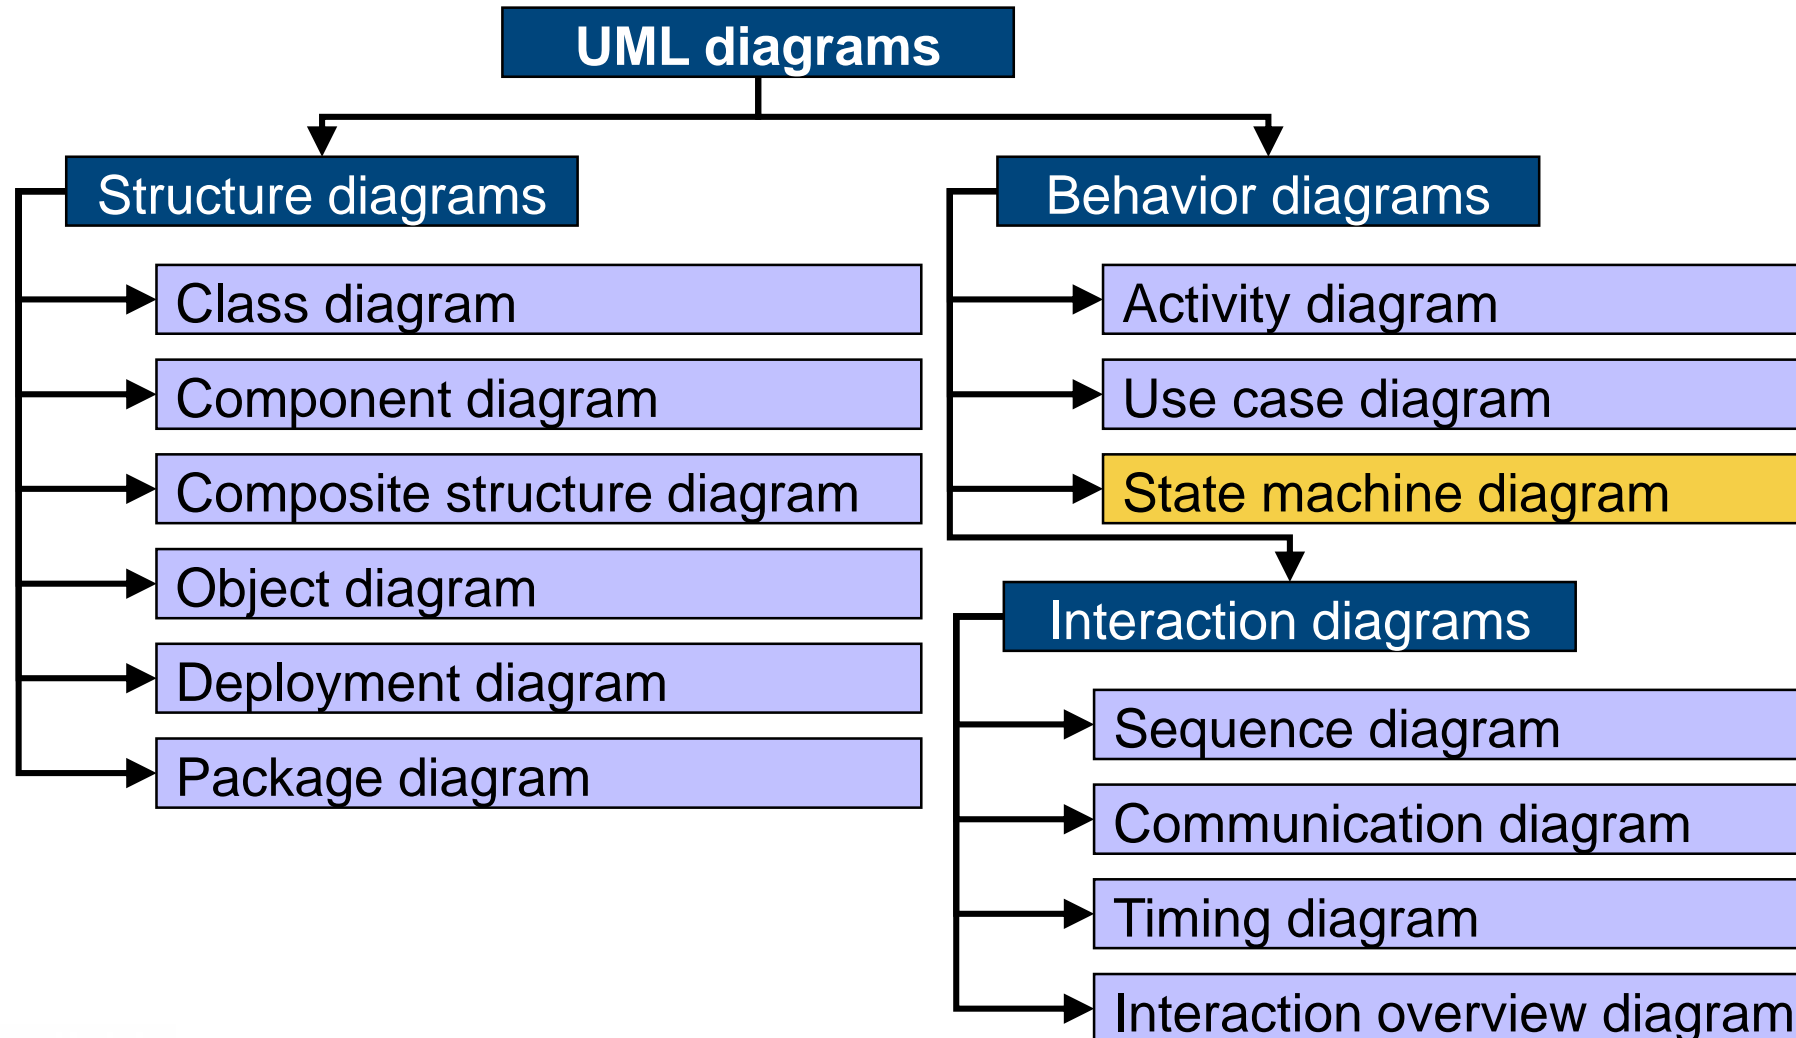 UML diagrams
Structure diagrams
Class diagram
Component diagram
Composite structure diagram
Object diagram
Deployment diagram
Package diagram
Behavior diagrams
Activity diagram
Use case diagram
State machine diagram
Interaction diagrams
Sequence diagram
Communication diagram
Timing diagram
Interaction overview diagram